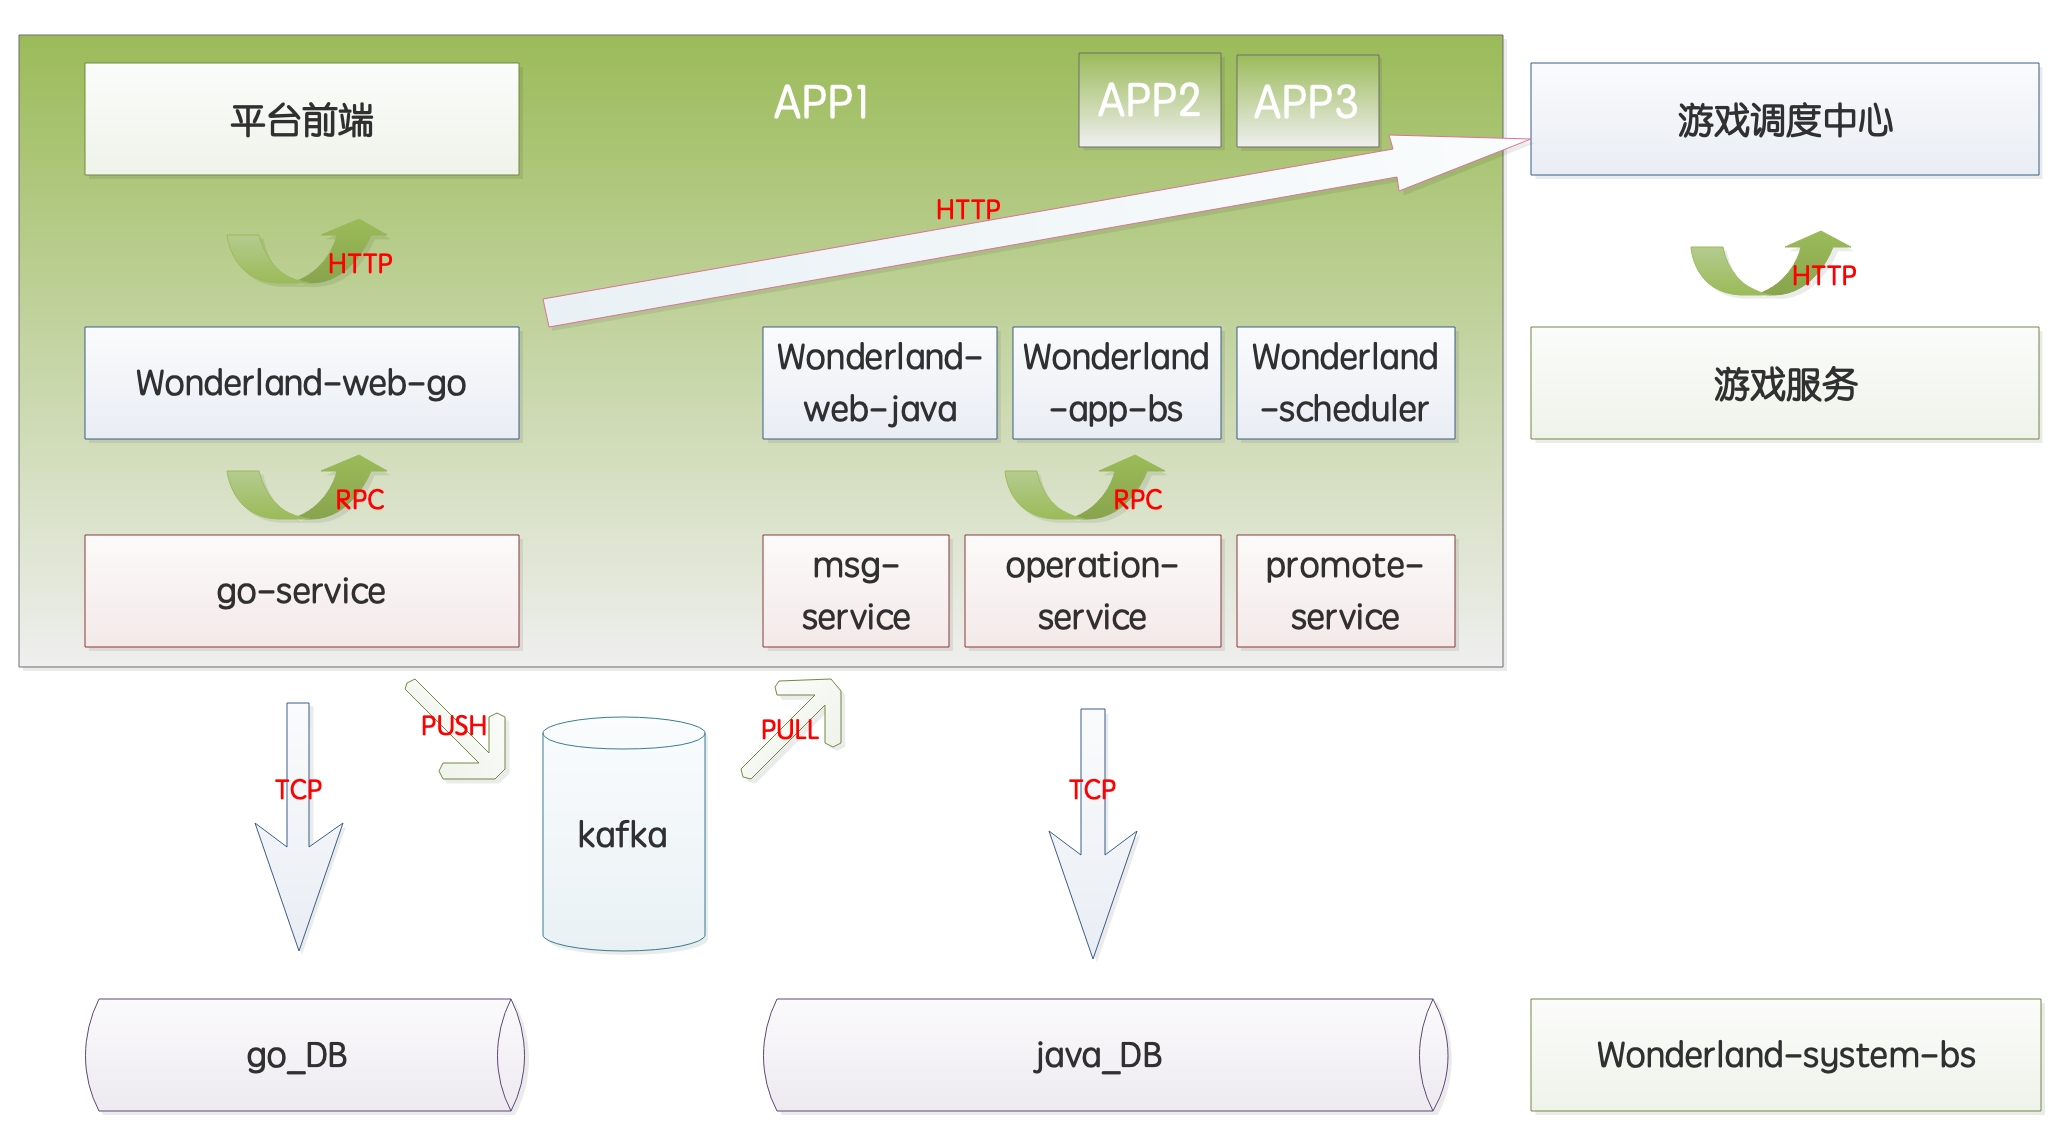 平台前端
APP1
APP2
APP3
游戏调度中心
HTTP
HTTP
HTTP
Wonderland-web-go
Wonderland-
web-java
Wonderland
-app-bs
Wonderland
-scheduler
游戏服务
RPC
RPC
go-service
msg-
service
operation-
service
promote-
service
PUSH
PULL
TCP
TCP
kafka
go_DB
java_DB
Wonderland-system-bs